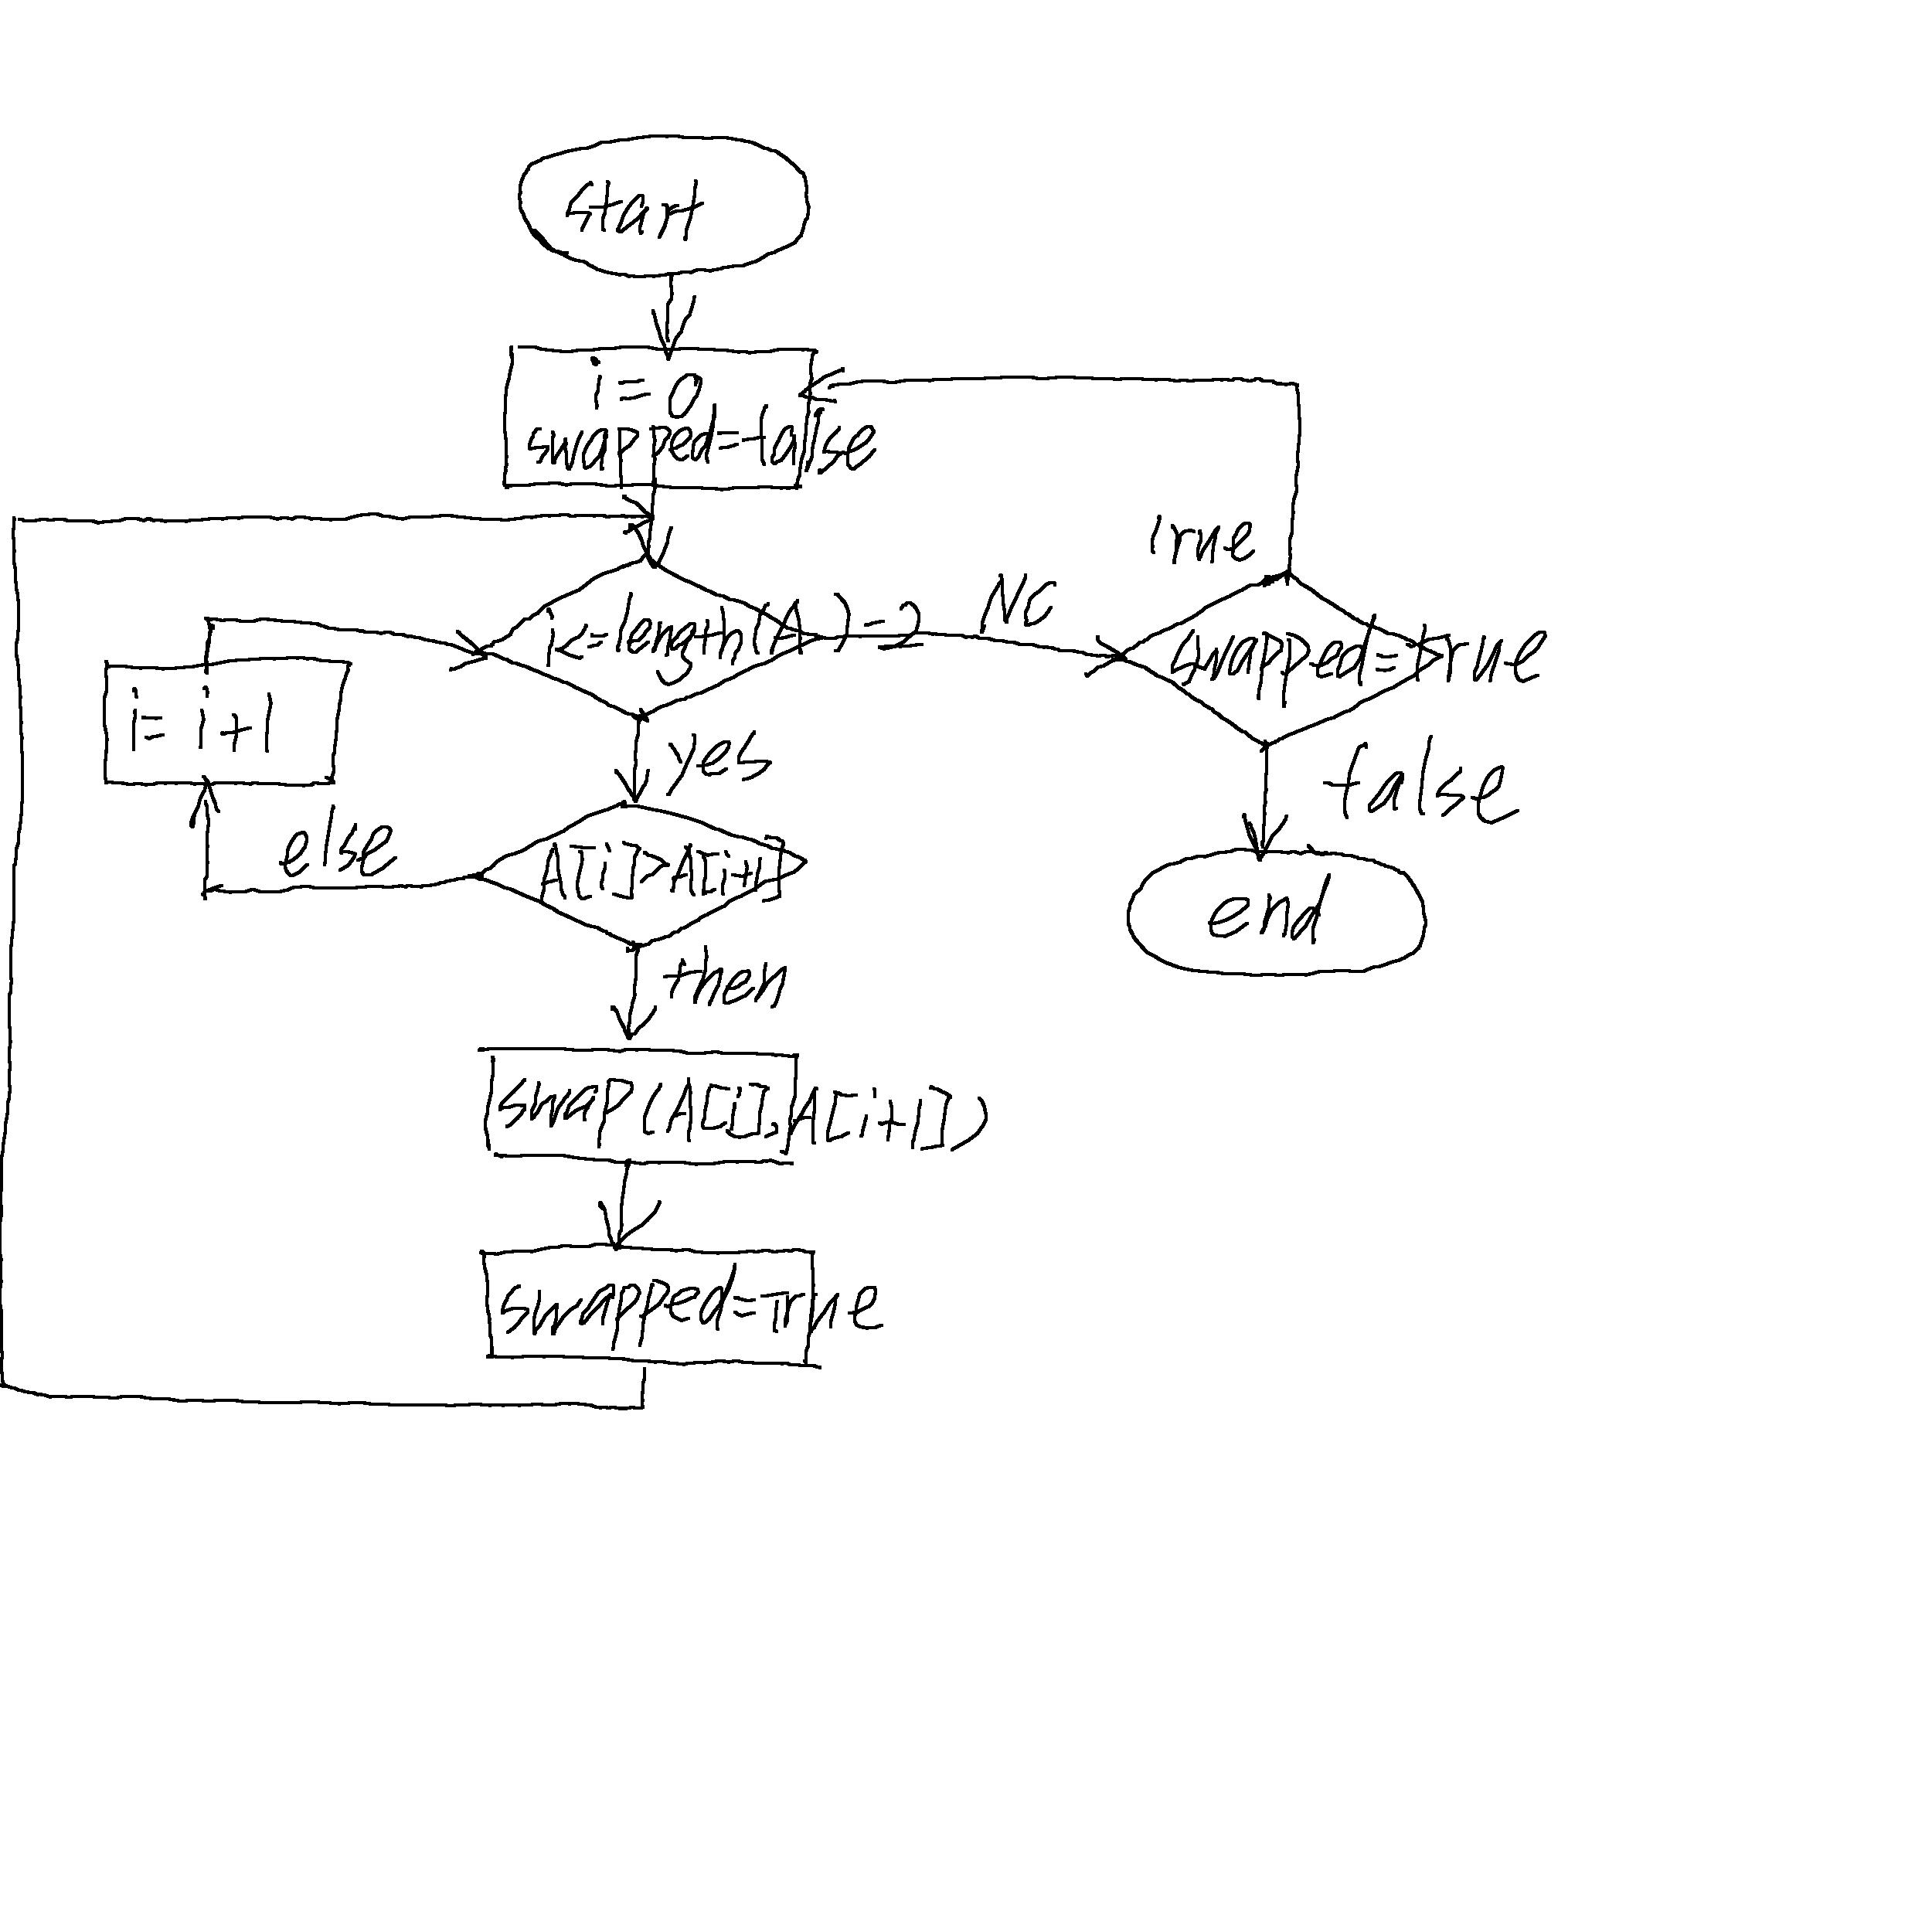 start
i=0
swapped=false
i<=length(A)-2
No
true
swapped=true
i=i+1
yes
false
else
A[i]>A[i+1]
end
then
swap(A[i],A[i+1])
swapped=True